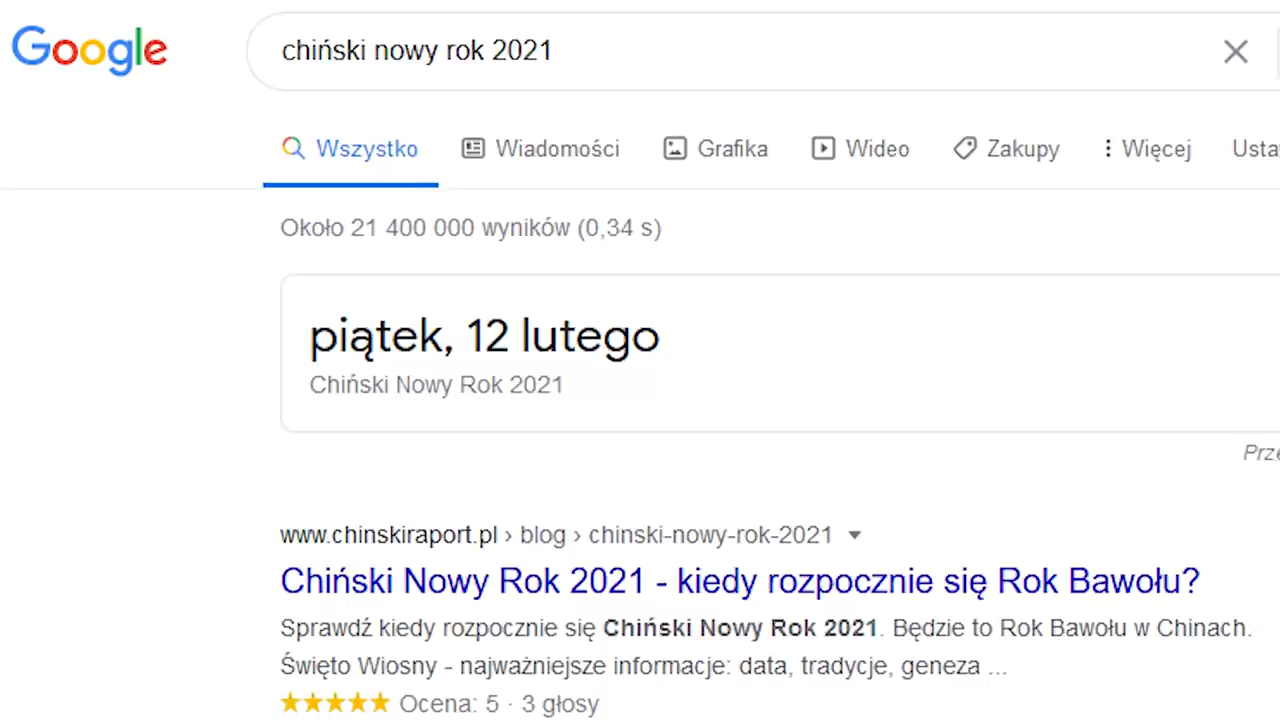 Google
chiński nowy rok 2021
Wszystko Wiadomości Grafika Wideo Zakupy Więcej
Około 21 400 000 wyników (0,34 s)
piątek, 12 lutego
Chiński Nowy Rok 2021
www.chinskiraport.pl › blog › chinski-nowy-rok-2021
Chiński Nowy Rok 2021 - kiedy rozpocznie się Rok Bawołu?
Sprawdź kiedy rozpocznie się Chiński Nowy Rok 2021. Będzie to Rok Bawołu w Chinach.
Święto Wiosny - najważniejsze informacje: data, tradycje, geneza ...
Ocena: 5 · 3 głosy